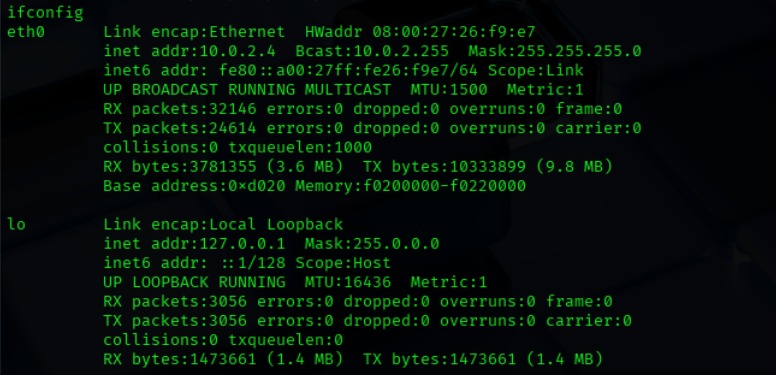 ifconfig
eth0 Link encap:Ethernet HWaddr 08:00:27:26:f9:e7
inet addr:10.0.2.4 Bcast:10.0.2.255 Mask:255.255.255.0
inet6 addr: fe80::a00:27ff:fe26:f9e7/64 Scope:Link
UP BROADCAST RUNNING MULTICAST MTU:1500 Metric:1
RX packets:32146 errors:0 dropped:0 overruns:0 frame:0
TX packets:24614 errors:0 dropped:0 overruns:0 carrier:0
collisions:0 txqueuelen:1000
RX bytes:3781355 (3.6 MB) TX bytes:10333899 (9.8 MB)
Base address:0×d020 Memory:f0200000-f0220000
lo Link encap:Local Loopback
inet addr:127.0.0.1 Mask:255.0.0.0
inet6 addr: ::1/128 Scope:Host
UP LOOPBACK RUNNING MTU:16436 Metric:1
RX packets:3056 errors:0 dropped:0 overruns:0 frame:0
TX packets:3056 errors:0 dropped:0 overruns:0 carrier:0
collisions:0 txqueuelen:0
RX bytes:1473661 (1.4 MB) TX bytes:1473661 (1.4 MB)